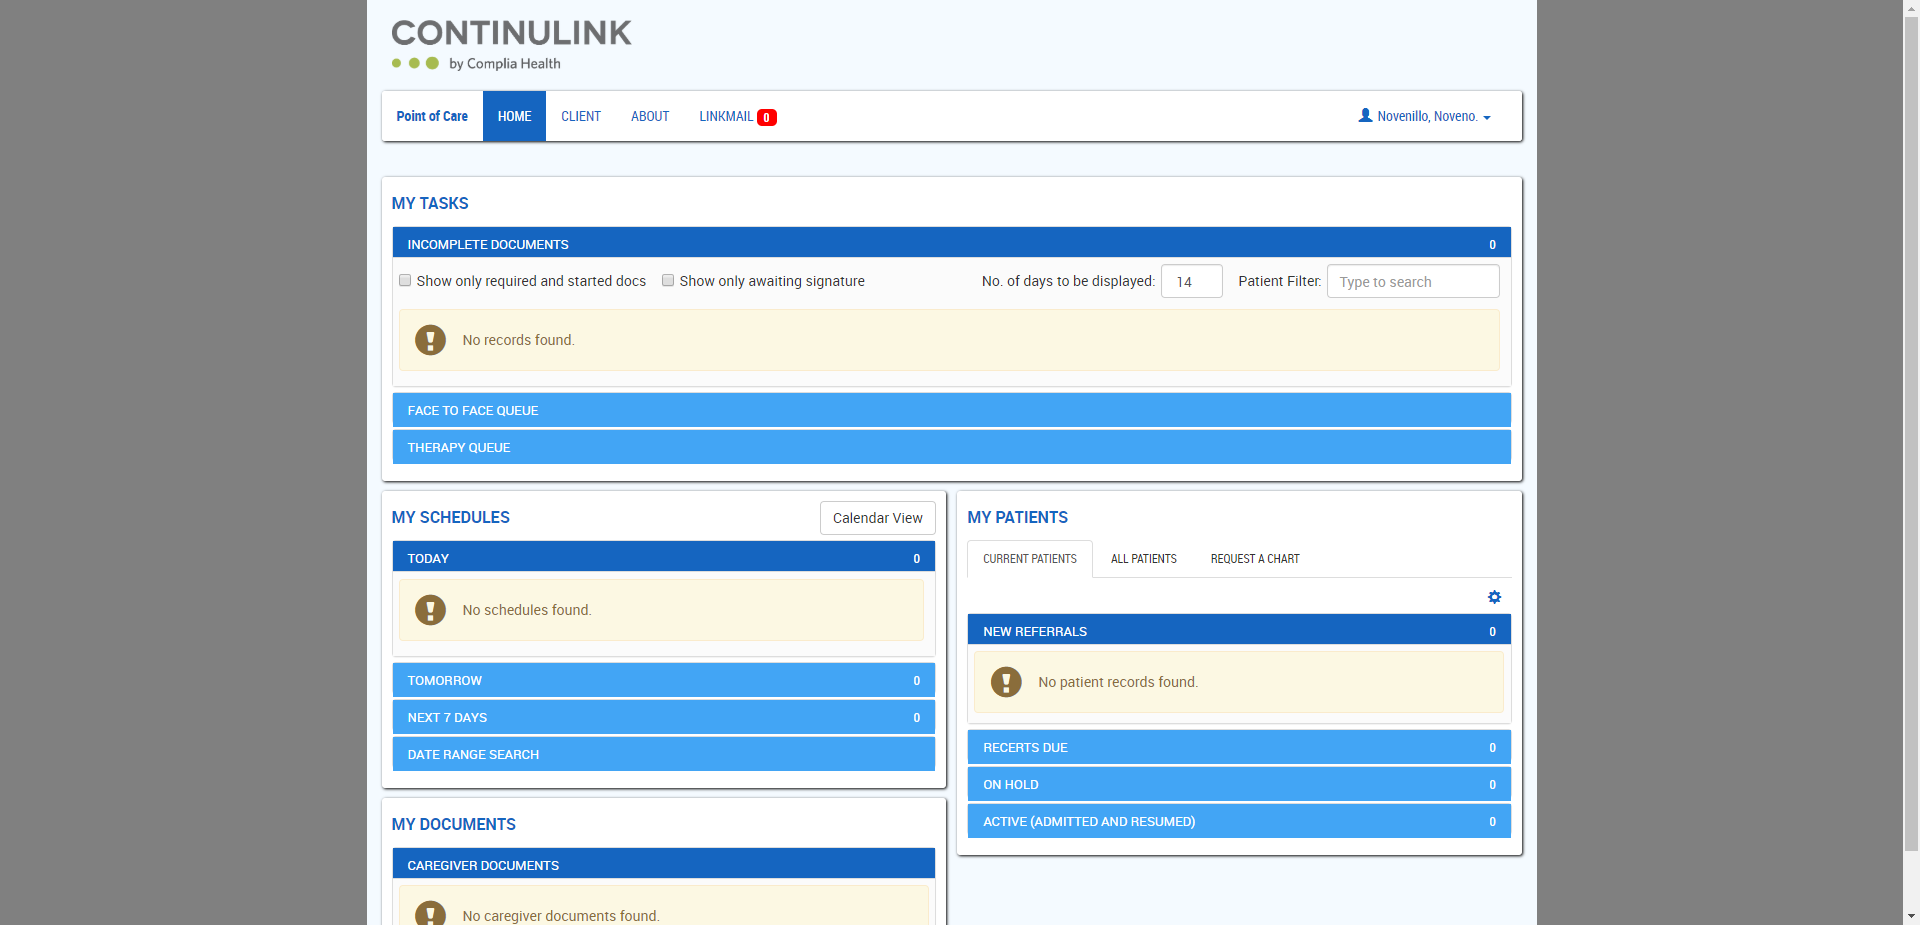 CONTINULINK
by Complia Health
Point of Care HOME CLIENT ABOUT LINKMAIL 0 Novenillo, Noveno.
MY TASKS
INCOMPLETE DOCUMENTS 0
Show only required and started docs Show only awaiting signature No. of days to be displayed: 14 Patient Filter: Type to search
No records found.
FACE TO FACE QUEUE
THERAPY QUEUE
MY SCHEDULES Calendar View
TODAY 0
No schedules found.
TOMORROW 0
NEXT 7 DAYS 0
DATE RANGE SEARCH
MY PATIENTS
CURRENT PATIENTS ALL PATIENTS REQUEST A CHART
NEW REFERRALS 0
No patient records found.
RECERTS DUE 0
ON HOLD 0
ACTIVE (ADMITTED AND RESUMED) 0
MY DOCUMENTS
CAREGIVER DOCUMENTS
No caregiver documents found.